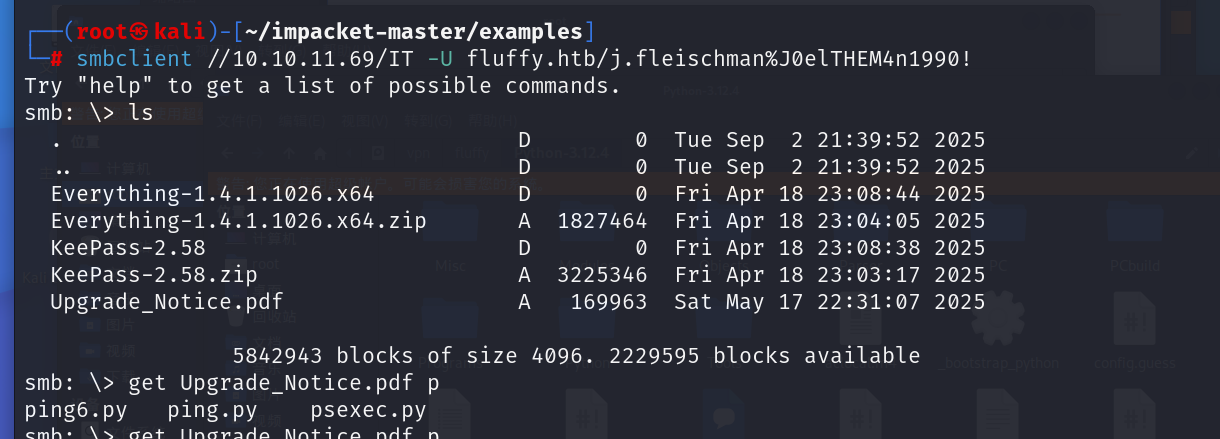 ┌──(root㉿kali)-[~/impacket-master/examples]
└─# smbclient //10.10.11.69/IT -U fluffy.htb/j.fleischman%J0elTHEM4n1990!
Try "help" to get a list of possible commands.
smb: \> ls
  .                                   D        0  Tue Sep  2 21:39:52 2025
  ..                                  D        0  Tue Sep  2 21:39:52 2025
  Everything-1.4.1.1026.x64           D        0  Fri Apr 18 23:08:44 2025
  Everything-1.4.1.1026.x64.zip       A  1827464  Fri Apr 18 23:04:05 2025
  KeePass-2.58                        D        0  Fri Apr 18 23:08:38 2025
  KeePass-2.58.zip                    A  3225346  Fri Apr 18 23:03:17 2025
  Upgrade_Notice.pdf                  A   169963  Sat May 17 22:31:07 2025
                5842943 blocks of size 4096. 2229595 blocks available
smb: \> get Upgrade_Notice.pdf p
ping6.py   ping.py    psexec.py
smb: \> get Upgrade_Notice.pdf p